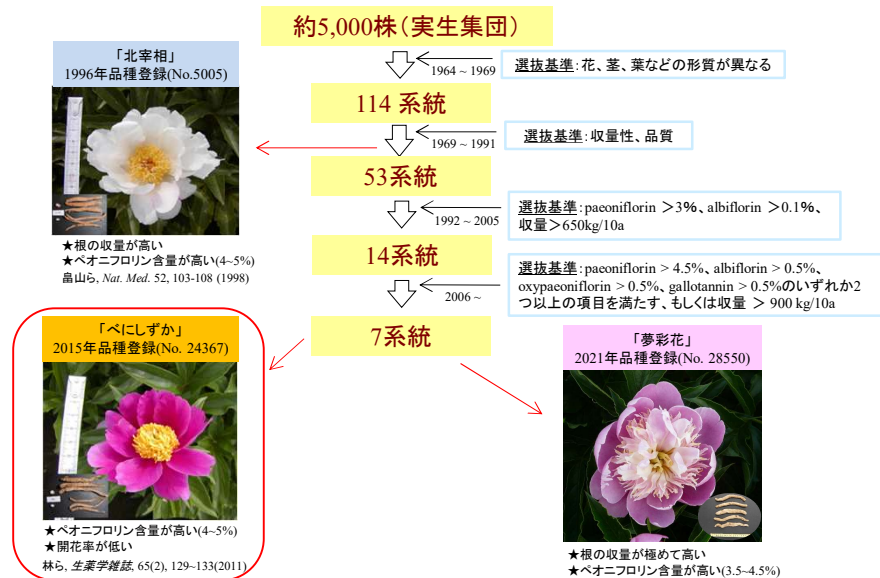 約5,000株(実生集団)
1964 ~ 1969
選抜基準:花、茎、葉などの形質が異なる
114 系統
1969 ~ 1991
選抜基準:収量性、品質
53系統
1992 ~ 2005
選抜基準:paeoniflorin >3%、albiflorin >0.1%、
収量>650kg/10a
14系統
2006 ~
選抜基準:paeoniflorin > 4.5%、albiflorin > 0.5%、
oxypaeoniflorin > 0.5%、gallotannin > 0.5%のいずれか2
つ以上の項目を満たす、もしくは収量 > 900 kg/10a
7系統
「北宰相」
1996年品種登録(No.5005)
★根の収量が高い
★ペオニフロリン含量が高い(4~5%)
畠山ら, Nat. Med. 52, 103-108 (1998)
「べにしずか」
2015年品種登録(No. 24367)
★ペオニフロリン含量が高い(4~5%)
★開花率が低い
林ら, 生薬学雑誌, 65(2), 129~133(2011)
「夢彩花」
2021年品種登録(No. 28550)
★根の収量が極めて高い
★ペオニフロリン含量が高い(3.5~4.5%)